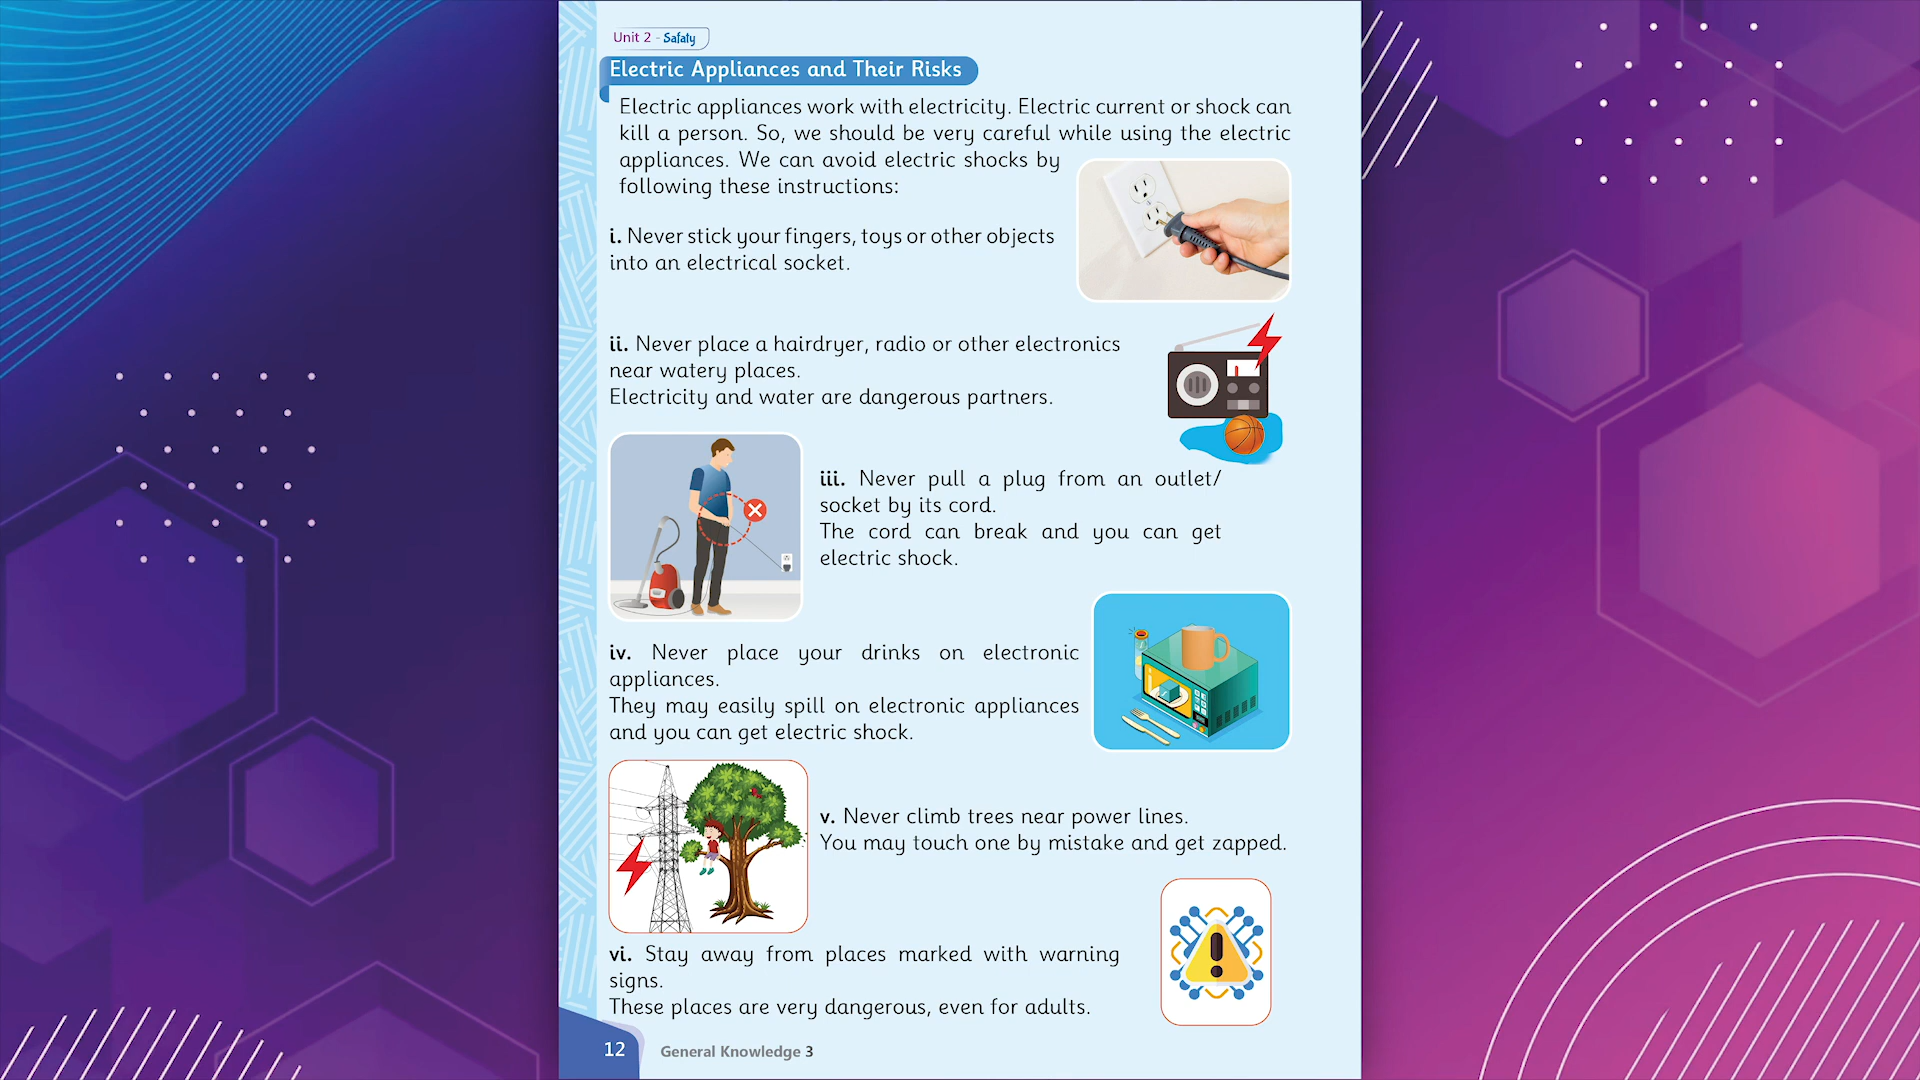 Unit 2 - Safaty
Electric Appliances and Their Risks
Electric appliances work with electricity. Electric current or shock can
kill a person. So, we should be very careful while using the electric
appliances. We can avoid electric shocks by
following these instructions:
i. Never stick your fingers, toys or other objects
into an electrical socket.
ii. Never place a hairdryer, radio or other electronics
near watery places.
Electricity and water are dangerous partners.
iii. Never pull a plug from an outlet/
socket by its cord.
The cord can break and you can get
electric shock.
iv. Never place your drinks on electronic
appliances.
They may easily spill on electronic appliances
and you can get electric shock.
v. Never climb trees near power lines.
You may touch one by mistake and get zapped.
vi. Stay away from places marked with warning
signs.
These places are very dangerous, even for adults.
12
General Knowledge 3